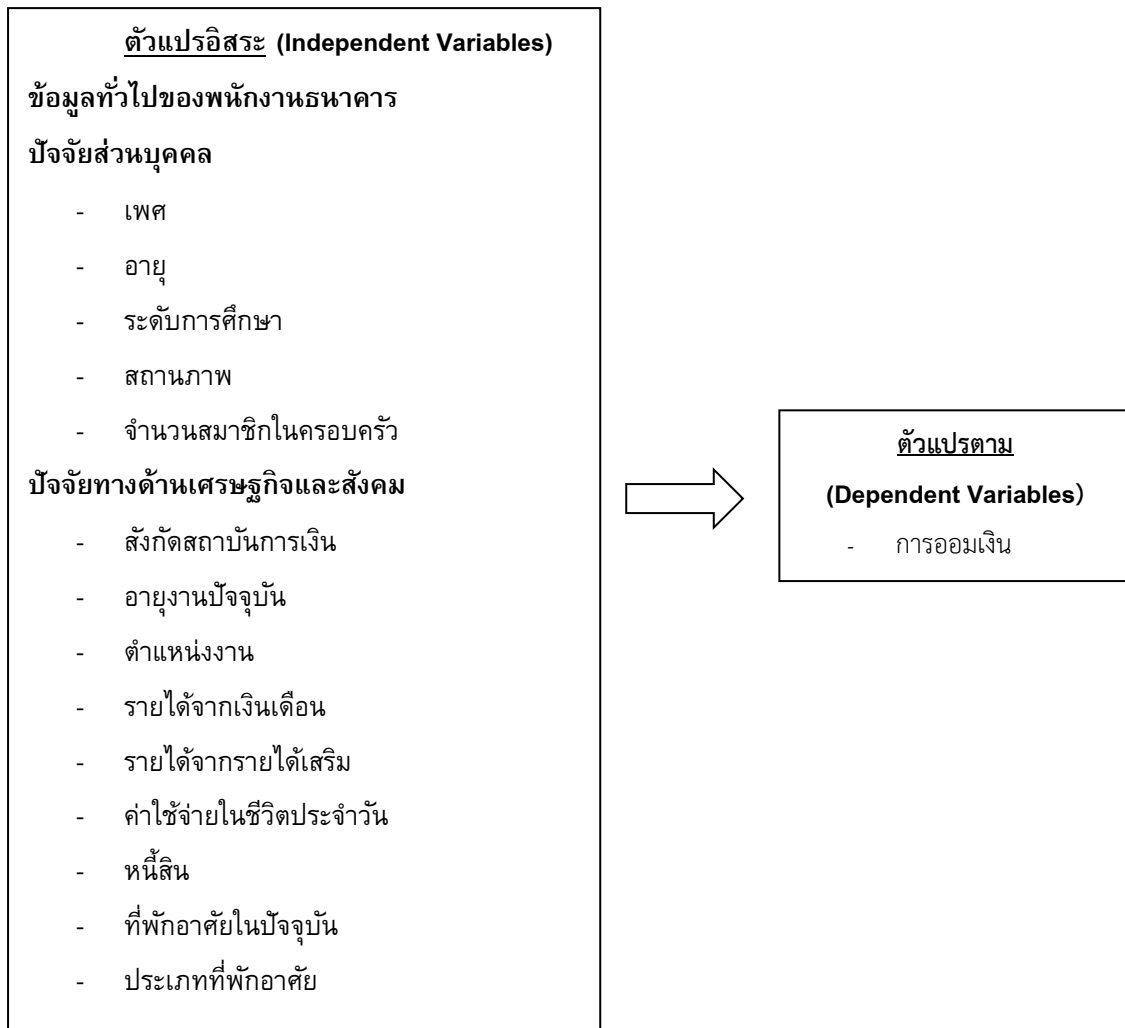 ตัวแปรอิสระ (Independent Variables)
ข้อมูลทั่วไปของพนักงานธนาคาร
ปัจจัยส่วนบุคคล
- เพศ
- อายุ
- ระดับการศึกษา
- สถานภาพ
- จำนวนสมาชิกในครอบครัว
ปัจจัยทางด้านเศรษฐกิจและสังคม
- สังกัดสถาบันการเงิน
- อายุงานปัจจุบัน
- ตำแหน่งงาน
- รายได้จากเงินเดือน
- รายได้จากรายได้เสริม
- ค่าใช้จ่ายในชีวิตประจำวัน
- หนี้สิน
- ที่พักอาศัยในปัจจุบัน
- ประเภทที่พักอาศัย
ตัวแปรตาม
(Dependent Variables)
- การออมเงิน